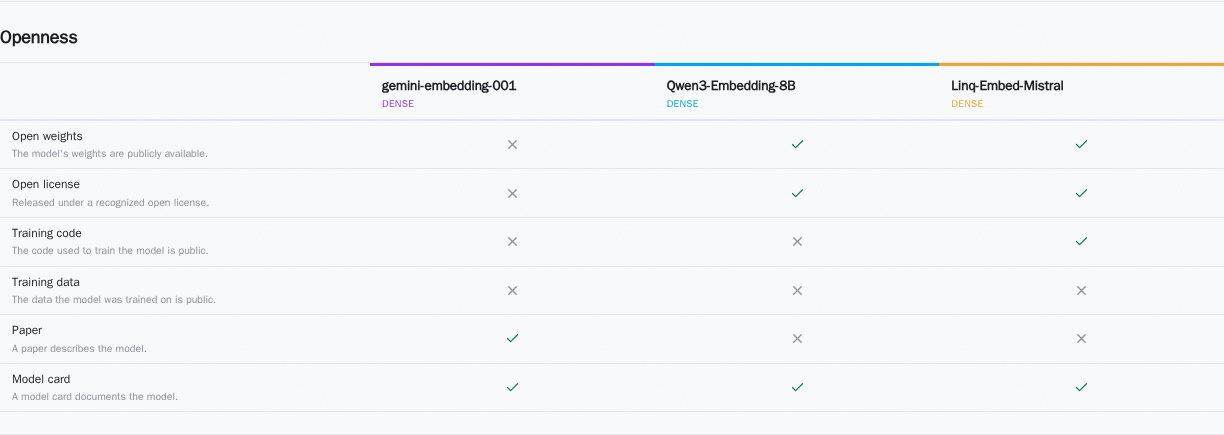 Openness
gemini-embedding-001
DENSE
Qwen3-Embedding-8B
DENSE
Linq-Embed-Mistral
DENSE
Open weights
The model's weights are publicly available.
Open license
Released under a recognized open license.
Training code
The code used to train the model is public.
Training data
The data the model was trained on is public.
Paper
A paper describes the model.
Model card
A model card documents the model.